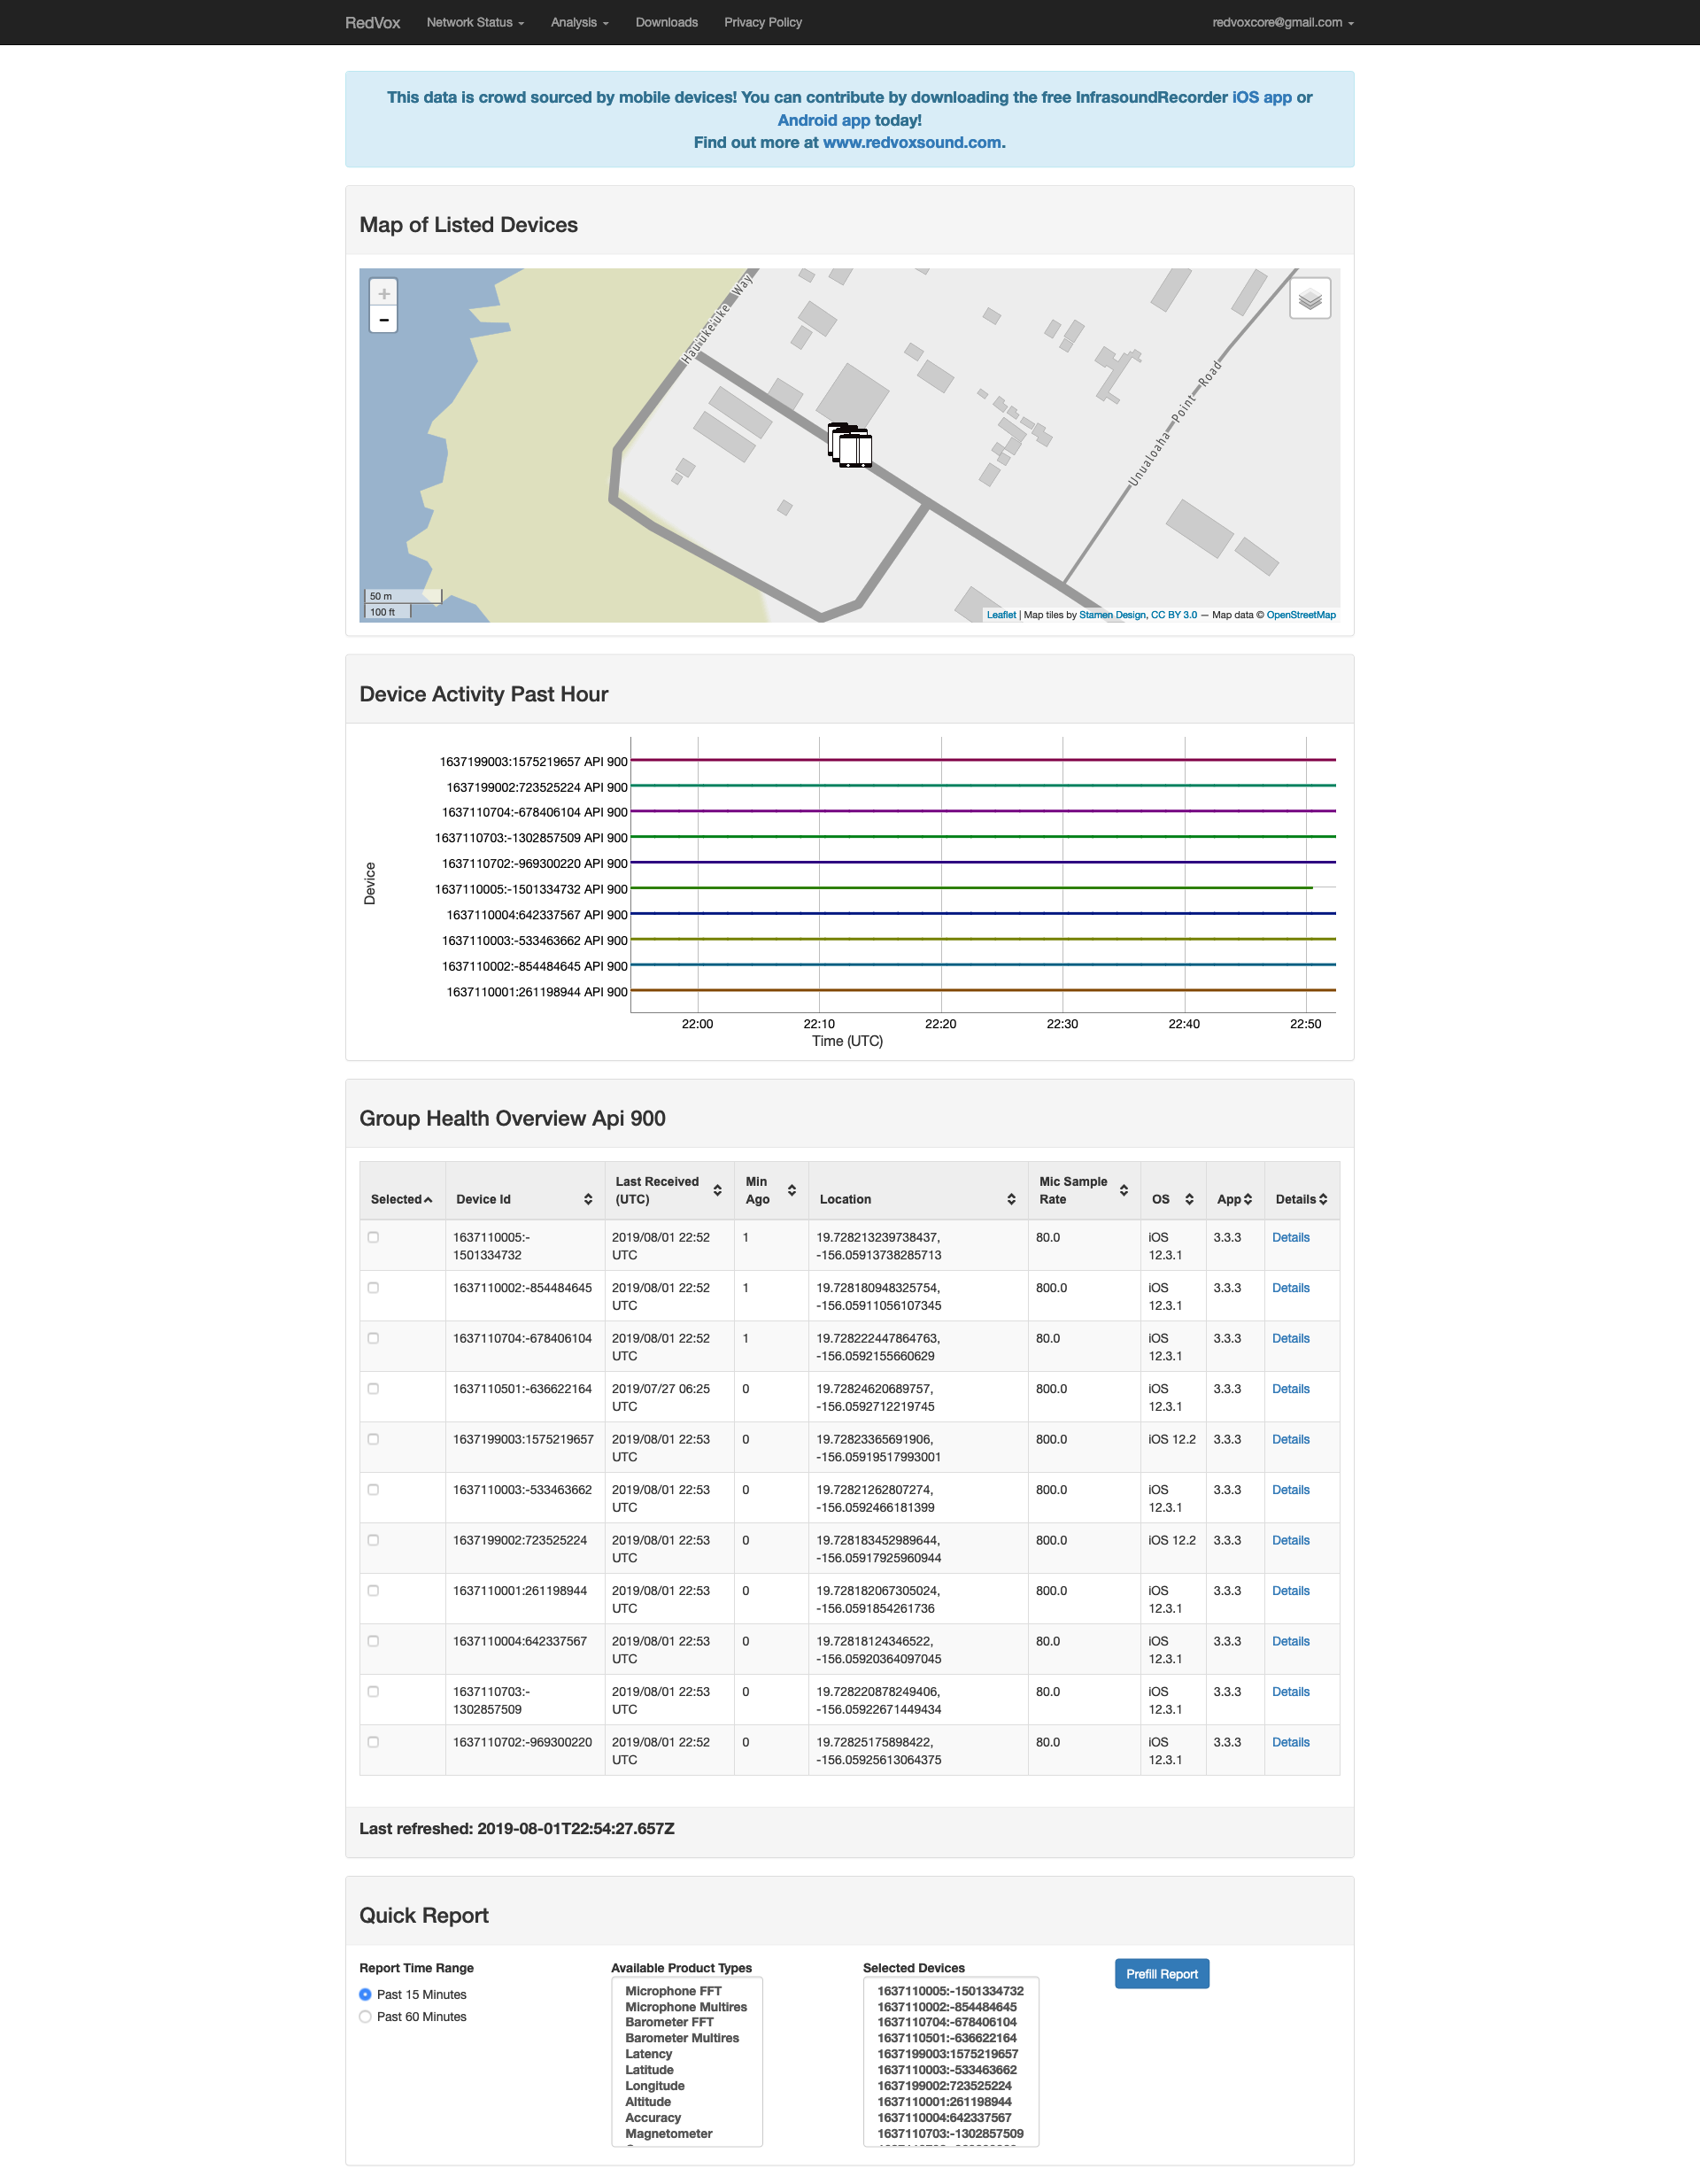 RedVox Network Status Analysis Downloads Privacy Policy redvoxcore@gmail.com
This data is crowd sourced by mobile devices! You can contribute by downloading the free InfrasoundRecorder iOS app or
Android app today!
Find out more at www.redvoxsound.com.
Map of Listed Devices
+
-
Way
Unualoaha Point Road
50 m
100 ft
Leaflet | Map tiles by Stamen Design, CC BY 3.0 — Map data © OpenStreetMap
Device Activity Past Hour
Device
1637199003:1575219657 API 900
1637199002:723525224 API 900
1637110704:-678406104 API 900
1637110703:-1302857509 API 900
1637110702:-969300220 API 900
1637110005:-1501334732 API 900
1637110004:642337567 API 900
1637110003:-533463662 API 900
1637110002:-854484645 API 900
1637110001:261198944 API 900
22:00 22:10 22:20 22:30 22:40 22:50
Time (UTC)
Group Health Overview Api 900
Selected Device Id Last Received (UTC) Min Ago Location Mic Sample Rate OS App Details
1637110005:-1501334732 2019/08/01 22:52 UTC 1 19.728213239738437, -156.05913738285713 80.0 iOS 12.3.1 3.3.3 Details
1637110002:-854484645 2019/08/01 22:52 UTC 1 19.728180948325754, -156.05911056107345 800.0 iOS 12.3.1 3.3.3 Details
1637110704:-678406104 2019/08/01 22:52 UTC 1 19.728222447864763, -156.0592155660629 80.0 iOS 12.3.1 3.3.3 Details
1637110501:-636622164 2019/07/27 06:25 UTC 0 19.72824620689757, -156.0592712219745 800.0 iOS 12.3.1 3.3.3 Details
1637199003:1575219657 2019/08/01 22:53 UTC 0 19.72823365691906, -156.05919517993001 800.0 iOS 12.2 3.3.3 Details
1637110003:-533463662 2019/08/01 22:53 UTC 0 19.72821262807274, -156.0592466181399 800.0 iOS 12.3.1 3.3.3 Details
1637199002:723525224 2019/08/01 22:53 UTC 0 19.728183452989644, -156.05917925960944 800.0 iOS 12.2 3.3.3 Details
1637110001:261198944 2019/08/01 22:53 UTC 0 19.728182067305024, -156.0591854261736 800.0 iOS 12.3.1 3.3.3 Details
1637110004:642337567 2019/08/01 22:53 UTC 0 19.72818124346522, -156.05920364097045 80.0 iOS 12.3.1 3.3.3 Details
1637110703:-1302857509 2019/08/01 22:53 UTC 0 19.728220878249406, -156.05922671449434 80.0 iOS 12.3.1 3.3.3 Details
1637110702:-969300220 2019/08/01 22:52 UTC 0 19.72825175898422, -156.05925613064375 80.0 iOS 12.3.1 3.3.3 Details
Last refreshed: 2019-08-01T22:54:27.657Z
Quick Report
Report Time Range
Past 15 Minutes
Past 60 Minutes
Available Product Types
Microphone FFT
Microphone Multires
Barometer FFT
Barometer Multires
Latency
Latitude
Longitude
Altitude
Accuracy
Magnetometer
Selected Devices
1637110005:-1501334732
1637110002:-854484645
1637110704:-678406104
1637110501:-636622164
1637199003:1575219657
1637110003:-533463662
1637199002:723525224
1637110001:261198944
1637110004:642337567
1637110703:-1302857509
Prefill Report